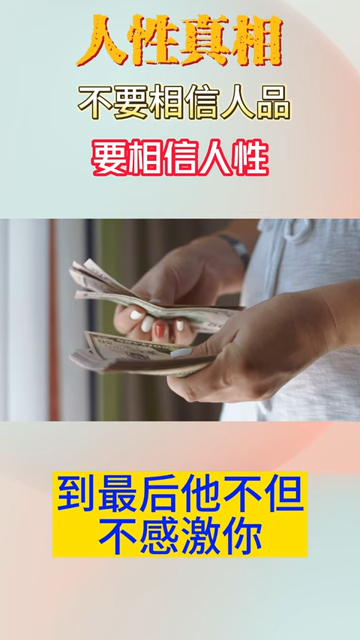 人性真相
不要相信人品
要相信人性
到最后他不但
不感激你